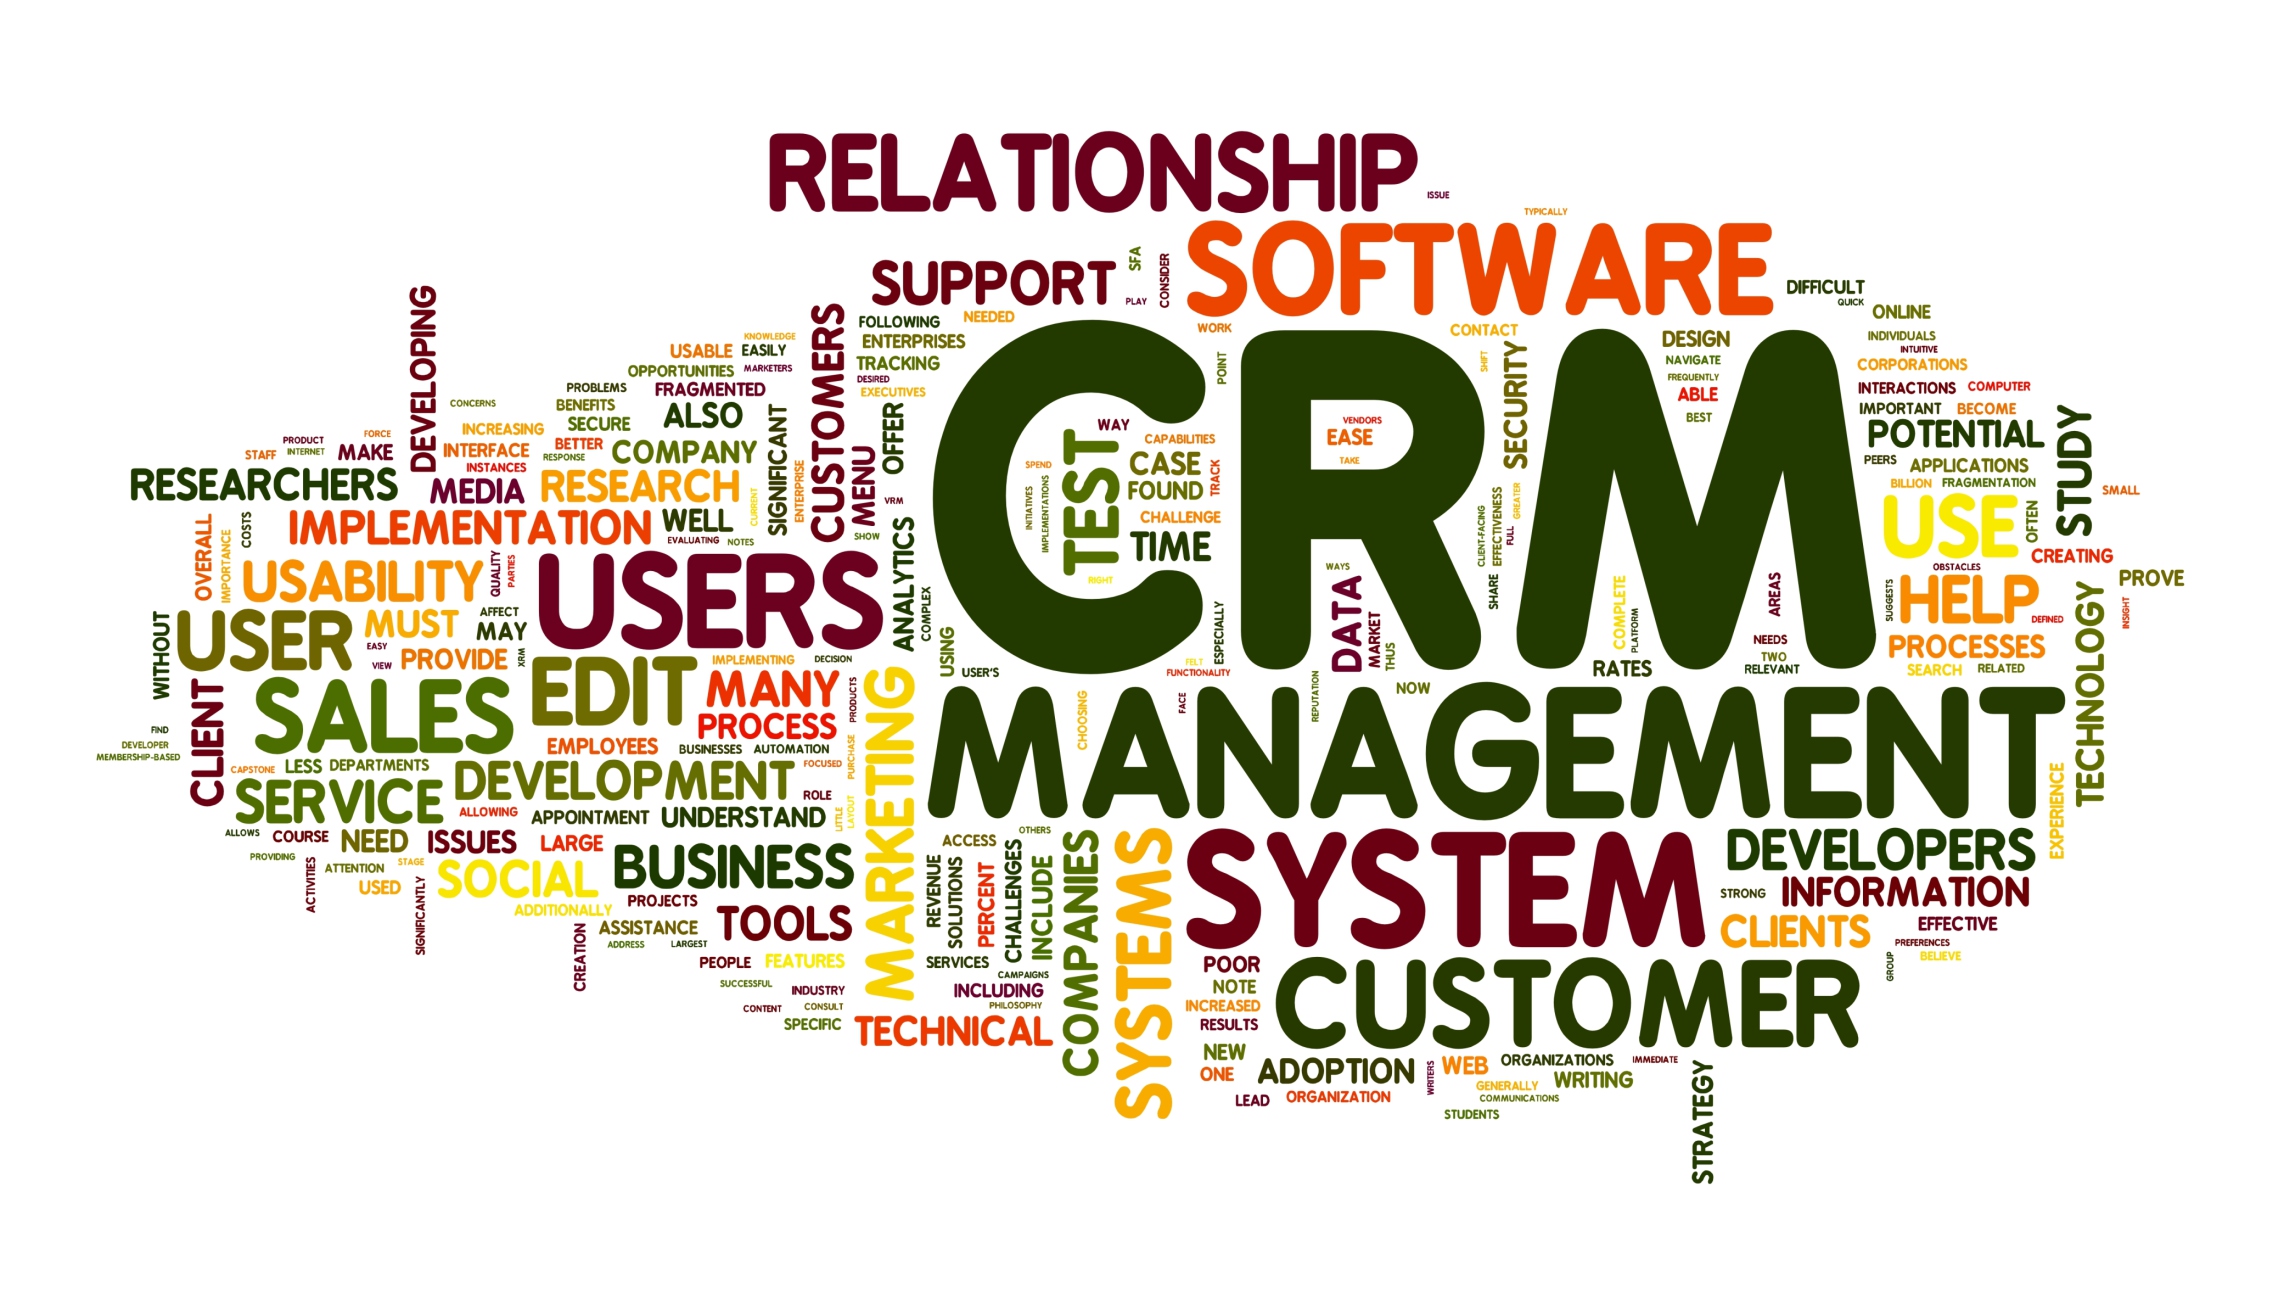 RELATIONSHIP
ISSUE
TYPICALLY
SOFTWARE
SUPPORT
SFA
CONSIDER
PLAY
DIFFICULT
QUICK
ONLINE
DEVELOPING
CUSTOMERS
FOLLOWING
NEEDED
ENTERPRISES
TRACKING
DESIRED
EXECUTIVES
WORK
CONTACT
DESIGN
INDIVIDUALS
INTUITIVE
CORPORATIONS
KNOWLEDGE
USABLE
EASILY
OPPORTUNITIES
MARKETERS
PROBLEMS
FRAGMENTED
CONCERNS
BENEFITS
ALSO
SECURE
INCREASING
CRM
POINT
SHIFT
SECURITY
NAVIGATE
FREQUENTLY
ABLE
BEST
INTERACTIONS
COMPUTER
IMPORTANT
BECOME
POTENTIAL
STUDY
PRODUCT
FORCE
STAFF
INTERNET
MAKE
INTERFACE
BETTER
RESPONSE
COMPANY
SIGNIFICANT
OFFER
INSTANCES
RESEARCHERS
MEDIA
RESEARCH
CURRENT
ENTERPRISE
MENU
VRM
SHOW
WAY
CAPABILITIES
TEST
CASE
FOUND
TRACK
SPEND
INITIATIVES
IMPLEMENTATIONS
CHALLENGE
TIME
RIGHT
VENDORS
EASE
TAKE
PEERS
APPLICATIONS
BILLION
FRAGMENTATION
SMALL
USE
OFTEN
CREATING
OVERALL
IMPORTANCE
COSTS
IMPLEMENTATION
WELL
EVALUATING
NOTES
USABILITY
QUALITY
PARTIES
USERS
ANALYTICS
COMPLEX
CLIENT-FACING
EFFECTIVENESS
FULL
GREATER
SHARE
WAYS
DATA
MARKET
THUS
COMPLETE
PLATFORM
AREAS
NEEDS
TWO
RELEVANT
RATES
OBSTACLES
SUGGESTS
HELP
DEFINED
PROVE
INSIGHT
TECHNOLOGY
WITHOUT
USER
MUST
AFFECT
MAY
EASY
VIEW
PROVIDE
XRM
EDIT
IMPLEMENTING
DECISION
USING
USER'S
ESPECIALLY
FELT
FUNCTIONALITY
PROCESSES
SEARCH
RELATED
CLIENT
SALES
MANY
PRODUCTS
PROCESS
MARKETING
MANAGEMENT
CHOOSING
FACE
REPUTATION
NOW
FIND
DEVELOPER
MEMBERSHIP-BASED
EMPLOYEES
BUSINESSES
AUTOMATION
CAPSTONE
LESS
DEPARTMENTS
FOCUSED
PURCHASE
SERVICE
DEVELOPMENT
ROLE
LITTLE
LAYOUT
EXPERIENCE
ALLOWING
APPOINTMENT
UNDERSTAND
ALLOWS
COURSE
NEED
ISSUES
LARGE
BUSINESS
ACCESS
OTHERS
COMPANIES
SYSTEMS
SYSTEM
DEVELOPERS
PROVIDING
ACTIVITIES
ATTENTION
STAGE
USED
SIGNIFICANTLY
SOCIAL
ADDITIONALLY
PROJECTS
REVENUE
SOLUTIONS
PERCENT
CHALLENGES
INCLUDE
STRONG
INFORMATION
CREATION
ASSISTANCE
TOOLS
ADDRESS
LARGEST
CLIENTS
EFFECTIVE
PREFERENCES
BELIEVE
GROUP
PEOPLE
FEATURES
SERVICES
CAMPAIGNS
SUCCESSFUL
INDUSTRY
INCLUDING
PHILOSOPHY
CONTENT
CONSULT
SPECIFIC
TECHNICAL
POOR
NOTE
INCREASED
RESULTS
CUSTOMER
NEW
ONE
ADOPTION
WRITERS
WEB
ORGANIZATIONS
IMMEDIATE
GENERALLY
WRITING
LEAD
ORGANIZATION
COMMUNICATIONS
STUDENTS
STRATEGY